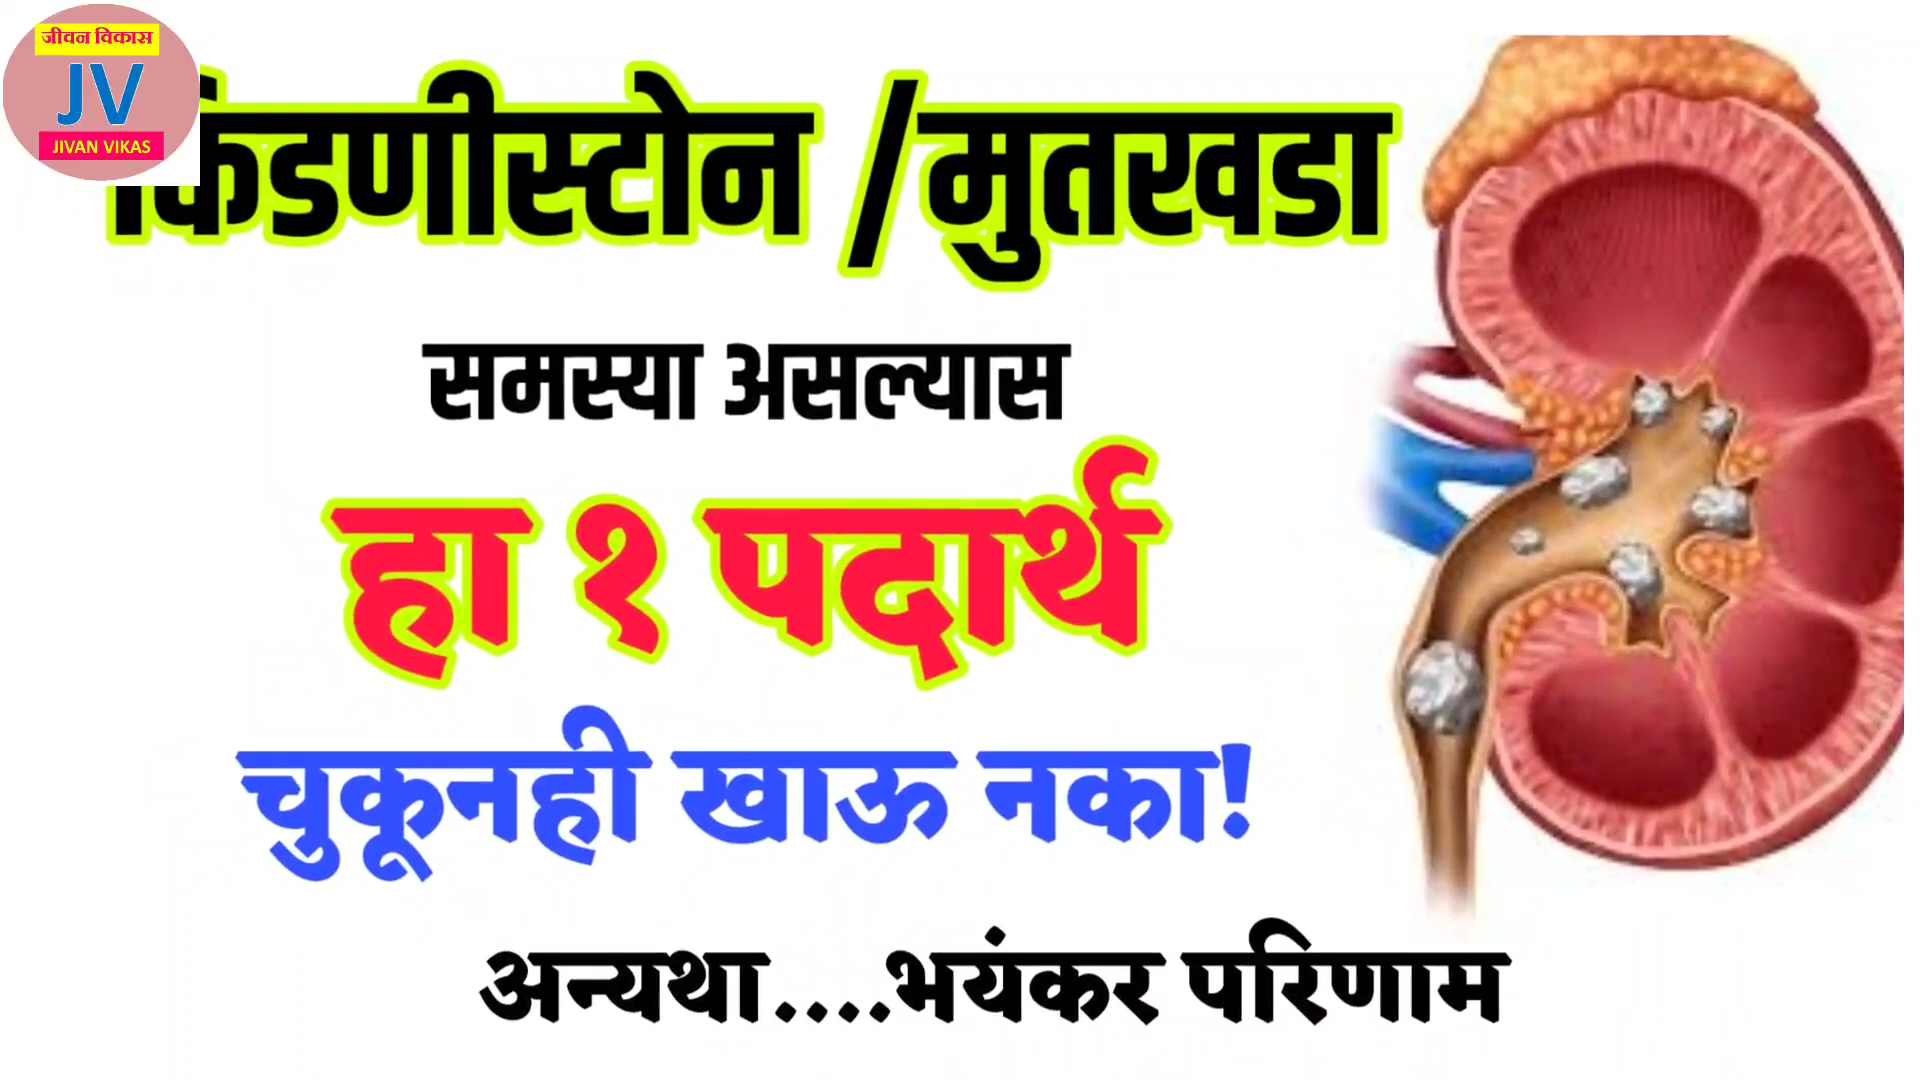 जीवन विकास
JV
JIVAN VIKAS
किडणीस्टोन /मुतखडा
समस्या असल्यास
हा १ पदार्थ
चुकूनही खाऊ नका!
अन्यथा....भयंकर परिणाम